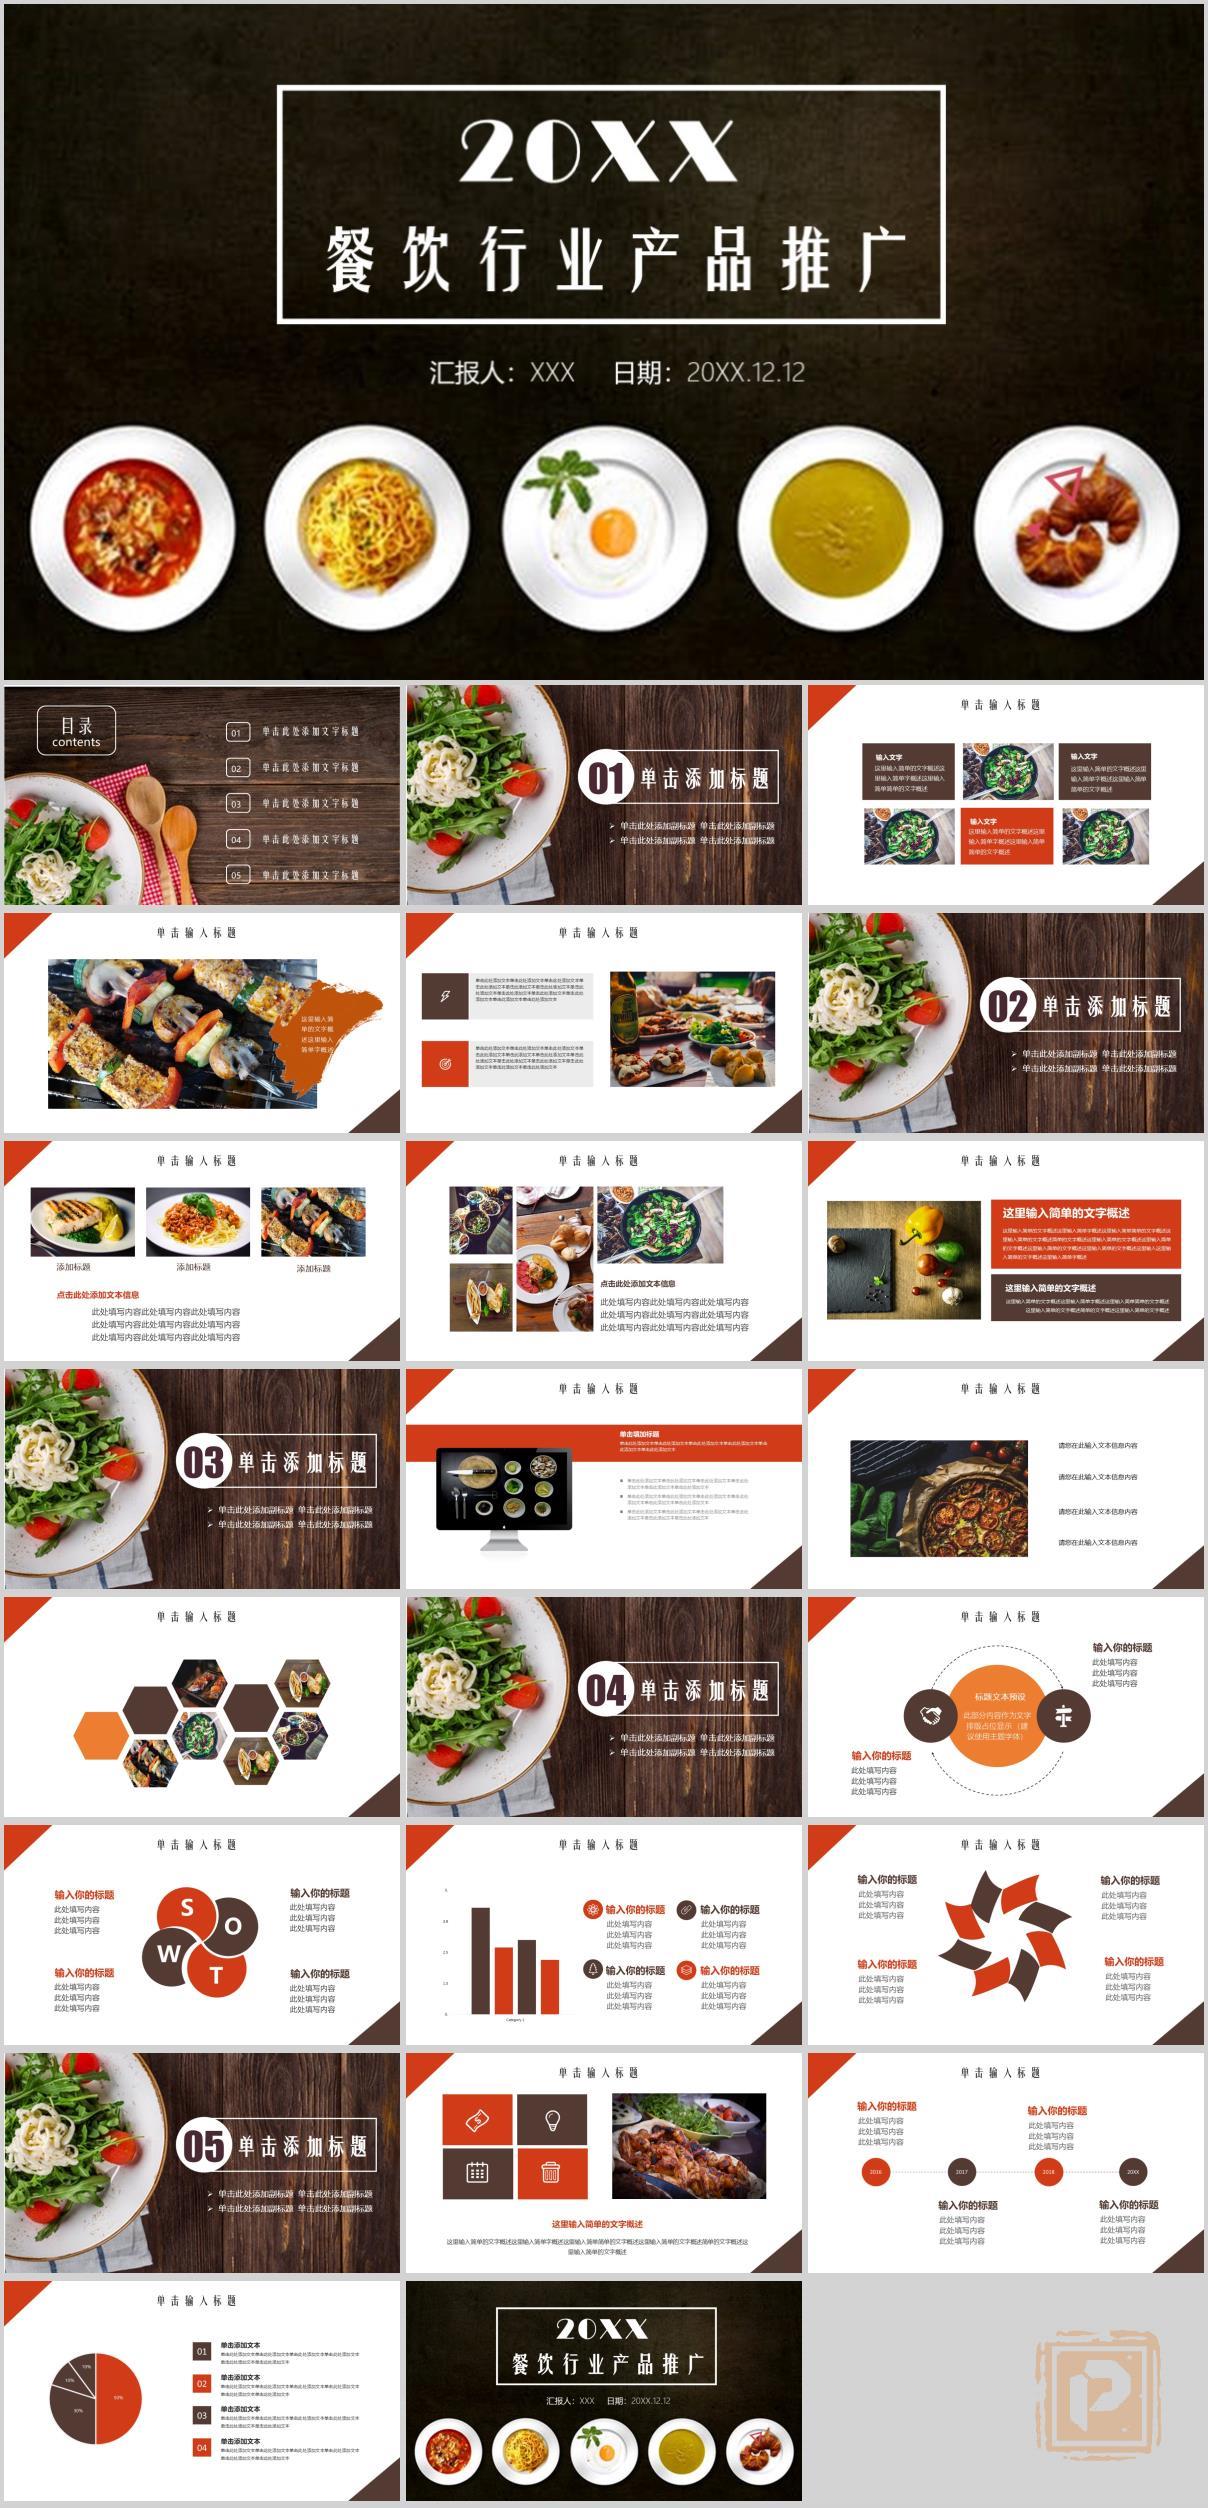 20XX
餐饮行业产品推广
汇报人：XXX 日期：20XX.12.12
目录
contents
01 单击此处添加文字标题
02 单击此处添加文字标题
03 单击此处添加文字标题
04 单击此处添加文字标题
05 单击此处添加文字标题
01 单击添加标题
➢ 单击此处添加副标题 单击此处添加副标题
➢ 单击此处添加副标题 单击此处添加副标题
单击输入标题
输入文字
这里输入简单的文字概述这
里输入简单字概述这里输入
简单简单的文字概述
输入文字
这里输入简单的文字概述这里
输入简单字概述这里输入简单
简单的文字概述
输入文字
这里输入简单的文字概述这里
输入简单字概述这里输入简单
简单的文字概述
单击输入标题
这里输入简
单的文字概
述这里输入
简单字概述
单击输入标题
02 单击添加标题
➢ 单击此处添加副标题 单击此处添加副标题
➢ 单击此处添加副标题 单击此处添加副标题
单击输入标题
添加标题
添加标题
添加标题
点击此处添加文本信息
此处填写内容此处填写内容此处填写内容
此处填写内容此处填写内容此处填写内容
此处填写内容此处填写内容此处填写内容
单击输入标题
点击此处添加文本信息
此处填写内容此处填写内容此处填写内容
此处填写内容此处填写内容此处填写内容
此处填写内容此处填写内容此处填写内容
单击输入标题
这里输入简单的文字概述
这里输入简单的文字概述
03 单击添加标题
➢ 单击此处添加副标题 单击此处添加副标题
➢ 单击此处添加副标题 单击此处添加副标题
单击输入标题
单击填加标题
单击输入标题
请您在此输入文本信息内容
请您在此输入文本信息内容
请您在此输入文本信息内容
请您在此输入文本信息内容
单击输入标题
04 单击添加标题
➢ 单击此处添加副标题 单击此处添加副标题
➢ 单击此处添加副标题 单击此处添加副标题
单击输入标题
输入你的标题
此处填写内容
此处填写内容
此处填写内容
标题文本预设
此部分内容作为文字
排版占位显示（建
议使用主题字体）
输入你的标题
此处填写内容
此处填写内容
此处填写内容
单击输入标题
输入你的标题
此处填写内容
此处填写内容
此处填写内容
输入你的标题
此处填写内容
此处填写内容
此处填写内容
S
O
W
T
输入你的标题
此处填写内容
此处填写内容
此处填写内容
输入你的标题
此处填写内容
此处填写内容
此处填写内容
单击输入标题
Category 1
输入你的标题
此处填写内容
此处填写内容
此处填写内容
输入你的标题
此处填写内容
此处填写内容
此处填写内容
输入你的标题
此处填写内容
此处填写内容
此处填写内容
输入你的标题
此处填写内容
此处填写内容
此处填写内容
单击输入标题
输入你的标题
此处填写内容
此处填写内容
此处填写内容
输入你的标题
此处填写内容
此处填写内容
此处填写内容
输入你的标题
此处填写内容
此处填写内容
此处填写内容
输入你的标题
此处填写内容
此处填写内容
此处填写内容
05 单击添加标题
➢ 单击此处添加副标题 单击此处添加副标题
➢ 单击此处添加副标题 单击此处添加副标题
单击输入标题
这里输入简单的文字概述
这里输入简单的文字概述这里输入简单字概述这里输入简单简单的文字概述这里输入简单的文字概述简单的文字概述这
里输入简单的文字概述
单击输入标题
输入你的标题
此处填写内容
此处填写内容
此处填写内容
输入你的标题
此处填写内容
此处填写内容
此处填写内容
2016
2017
2018
20XX
输入你的标题
此处填写内容
此处填写内容
此处填写内容
输入你的标题
此处填写内容
此处填写内容
此处填写内容
单击输入标题
10%
10%
30%
50%
01 单击添加文本
02 单击添加文本
03 单击添加文本
04 单击添加文本
20XX
餐饮行业产品推广
汇报人：XXX 日期：20XX.12.12